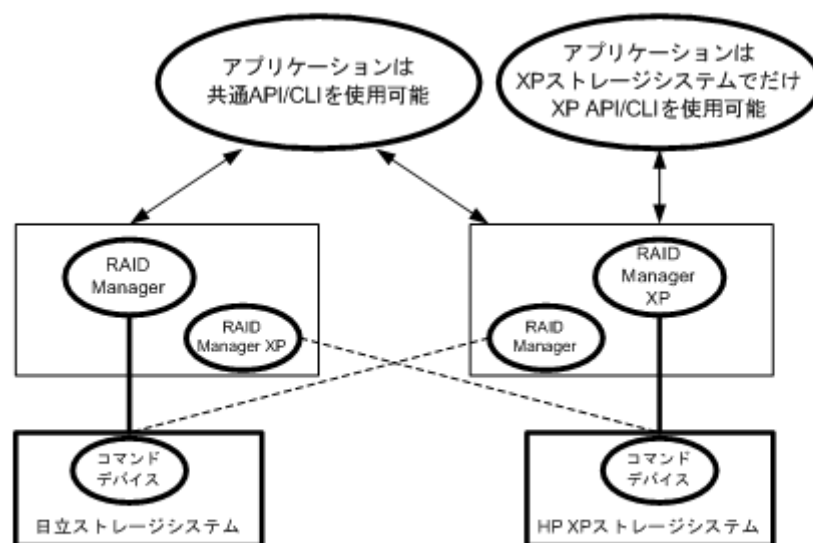 アプリケーションは
共通API/CLIを使用可能
アプリケーションは
XPストレージシステムでだけ
XP API/CLIを使用可能
RAID
Manager
RAID
Manager XP
RAID
Manager
XP
RAID
Manager
コマンド
デバイス
日立ストレージシステム
コマンド
デバイス
HP XPストレージシステム